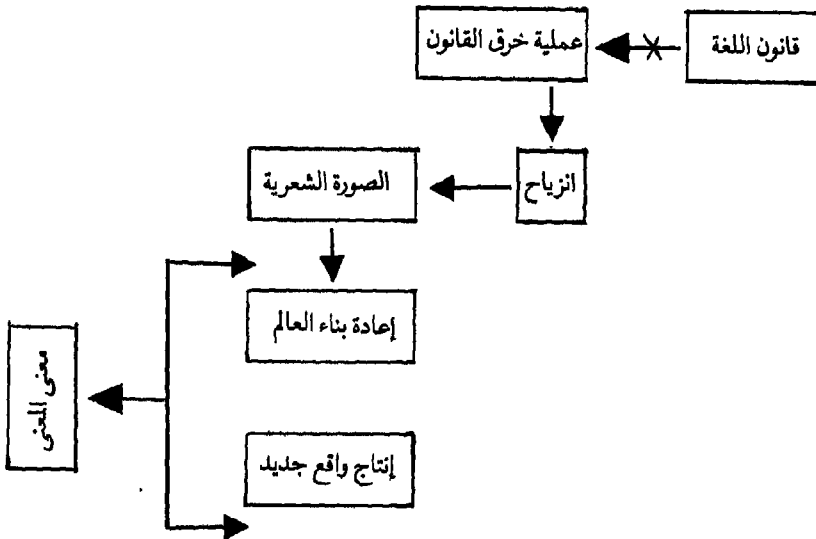 قانون اللغة
عملية خرق القانون
انزياح
الصورة الشعرية
إعادة بناء العالم
معنى المعنى
إنتاج واقع جديد